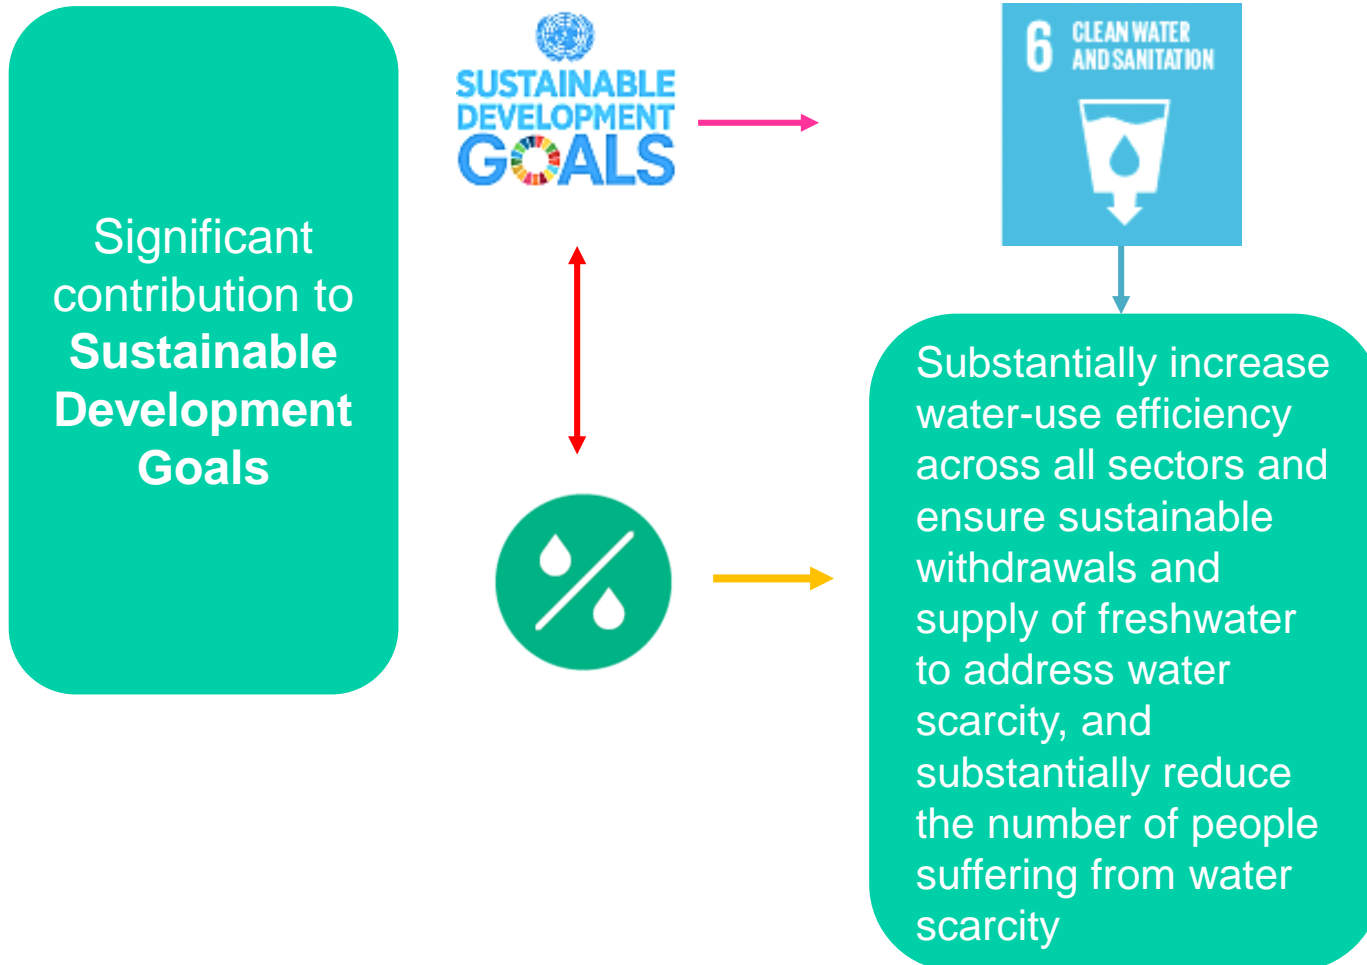 Significant
contribution to
Sustainable
Development
Goals
SUSTAINABLE
DEVELOPMENT
GOALS
6 CLEAN WATER
AND SANITATION
Substantially increase
water-use efficiency
across all sectors and
ensure sustainable
withdrawals and
supply of freshwater
to address water
scarcity, and
substantially reduce
the number of people
suffering from water
scarcity